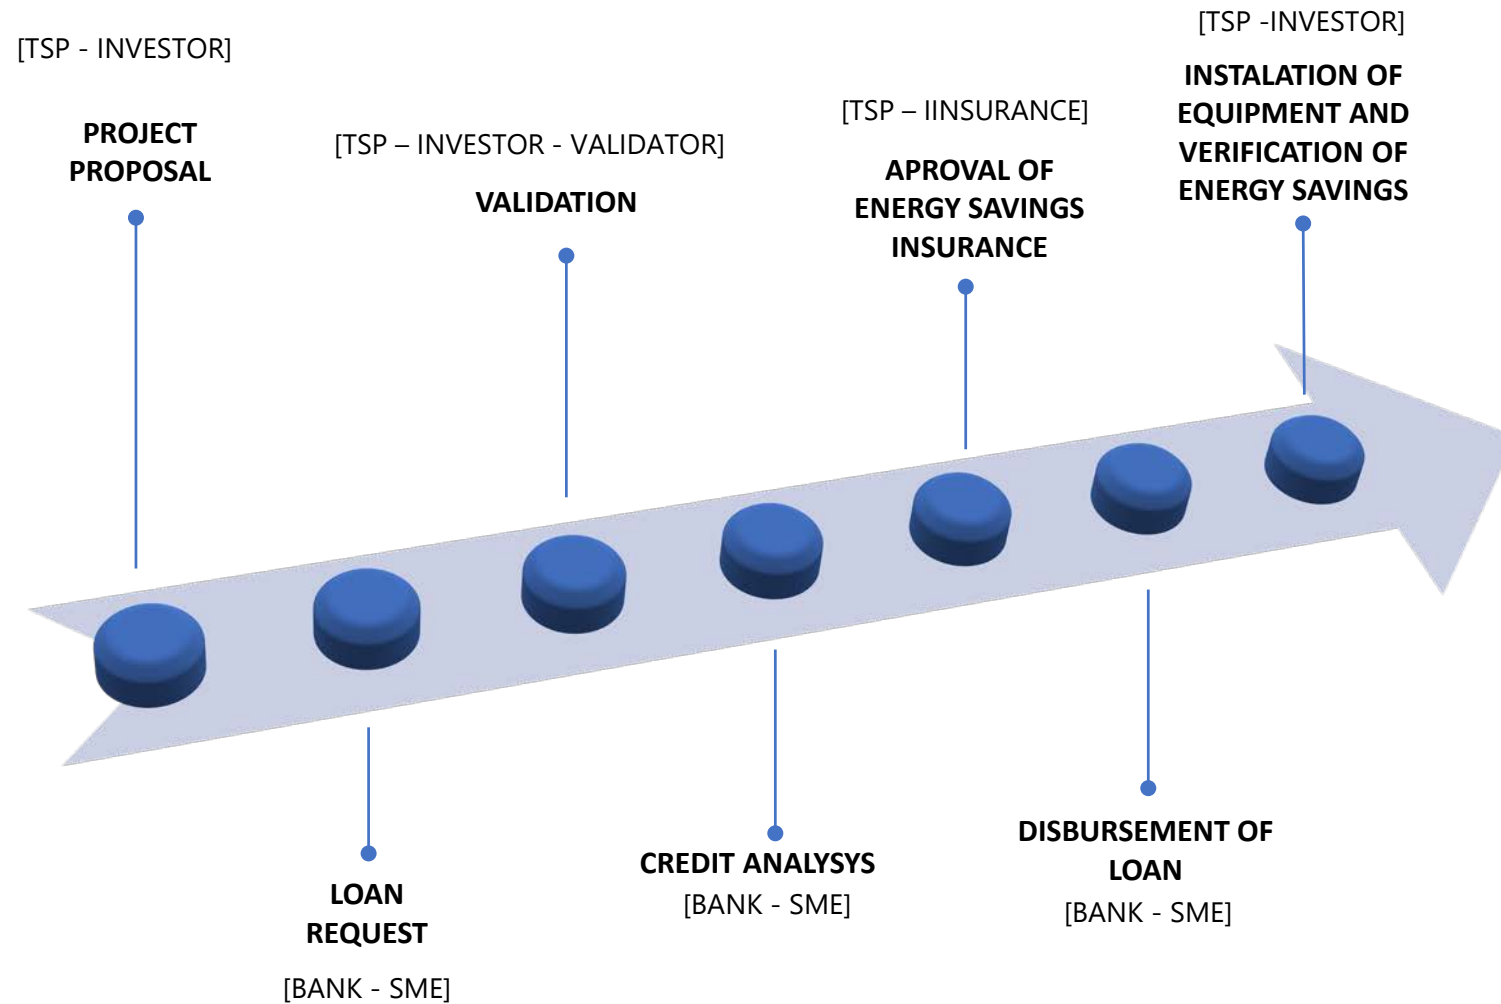 [TSP - INVESTOR]
PROJECT
PROPOSAL
[TSP – INVESTOR - VALIDATOR]
VALIDATION
[TSP – IINSURANCE]
APROVAL OF
ENERGY SAVINGS
INSURANCE
[TSP -INVESTOR]
INSTALATION OF
EQUIPMENT AND
VERIFICATION OF
ENERGY SAVINGS
LOAN
REQUEST
[BANK - SME]
CREDIT ANALYSYS
[BANK - SME]
DISBURSEMENT OF
LOAN
[BANK - SME]